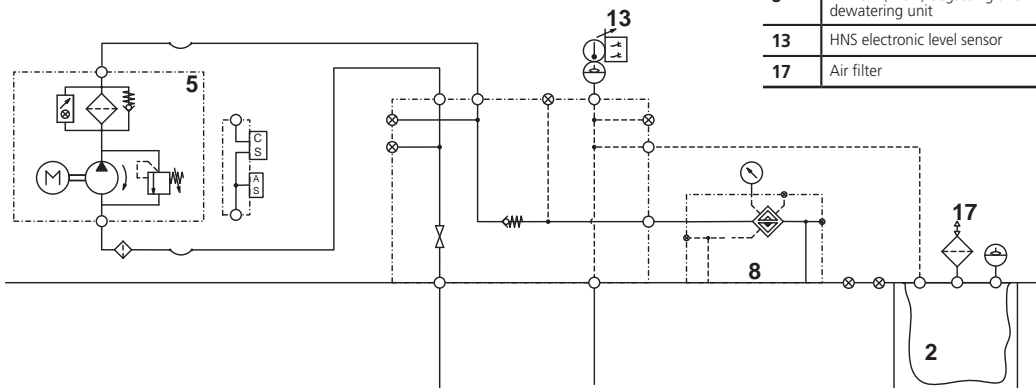 dewatering unit
13 HNS electronic level sensor
17 Air filter
13
5
C
S
A
S
M
17
8
2